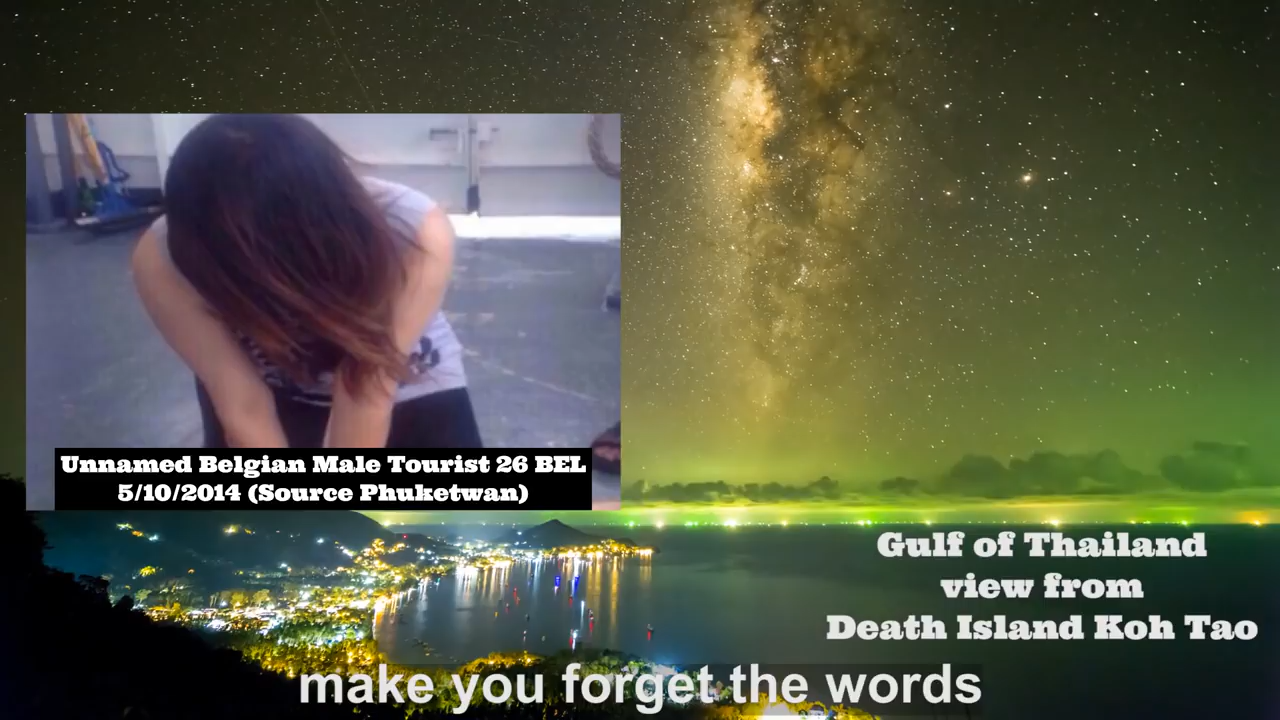 Unnamed Belgian Male Tourist 26 BEL
5/10/2014 (Source Phuketwan)
Gulf of Thailand
view from
Death Island Koh Tao
make you forget the words